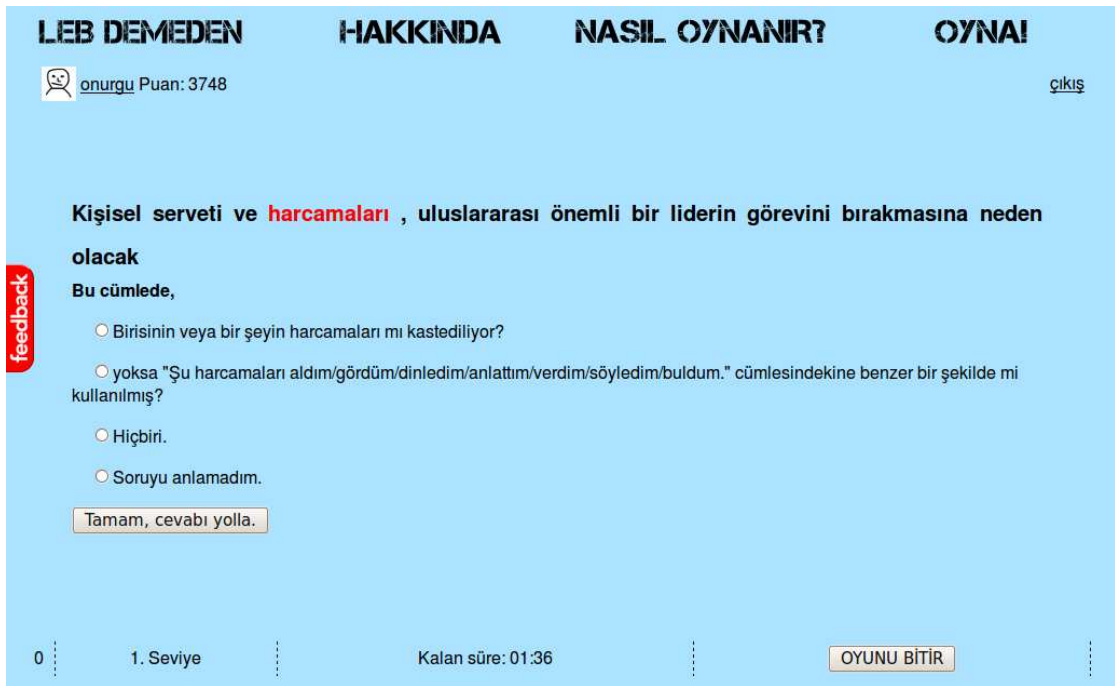 LEB DEMEDEN HAKKINDA NASIL OYNANIR? OYNA!
onurgu Puan: 3748 çıkış
Kişisel serveti ve harcamaları , uluslararası önemli bir liderin görevini bırakmasına neden
olacak
Bu cümlede,
feedback
Birisinin veya bir şeyin harcamaları mı kastediliyor?
yoksa "Şu harcamaları aldım/gördüm/dinledim/anlattım/verdim/söyledim/buldum." cümlesindekine benzer bir şekilde mi
kullanılmış?
Hiçbiri.
Soruyu anlamadım.
Tamam, cevabı yolla.
0 1. Seviye Kalan süre: 01:36 OYUNU BİTİR